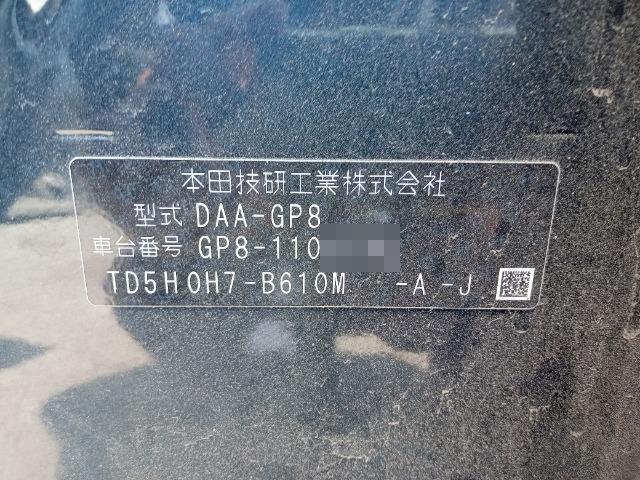 本田技研工業株式会社
型式 DAA-GP8
車台番号 GP8-110
TD5H0H7-B610M -A -J